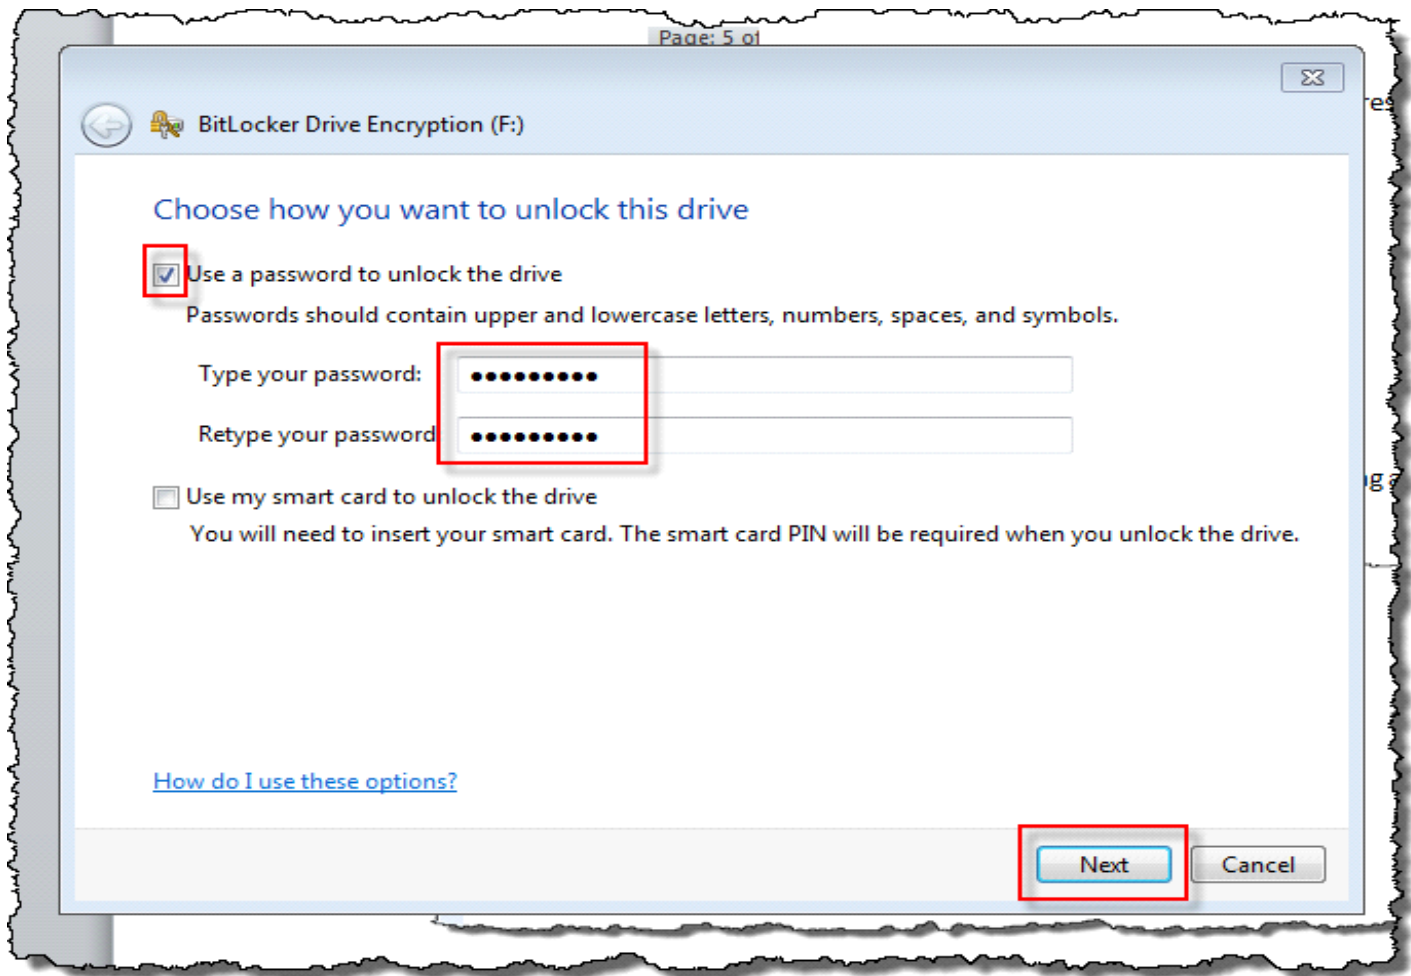 Page: 5 of
BitLocker Drive Encryption (F:)
Choose how you want to unlock this drive
Use a password to unlock the drive
Passwords should contain upper and lowercase letters, numbers, spaces, and symbols.
Type your password:
Retype your password
Use my smart card to unlock the drive
You will need to insert your smart card. The smart card PIN will be required when you unlock the drive.
How do I use these options?
Next
Cancel